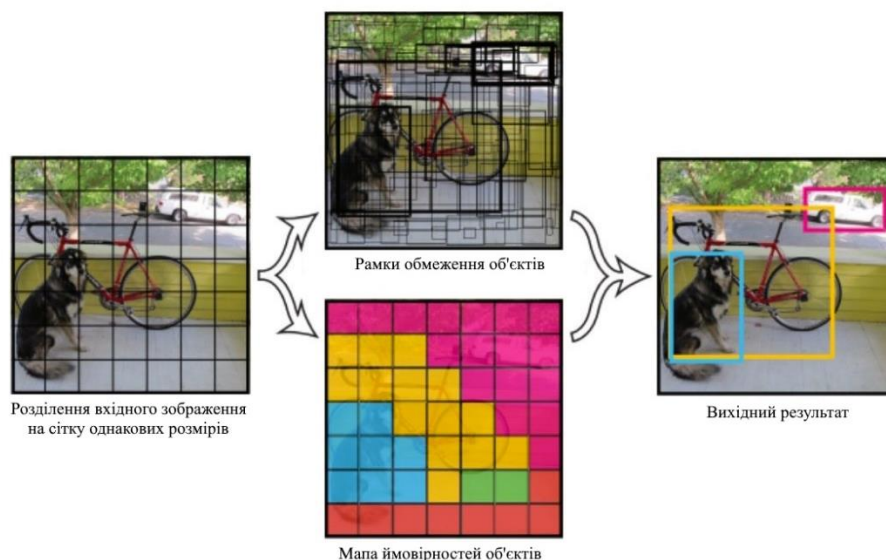 Рамки обмеження об'єктів
Розділення вхідного зображення
на сітку однакових розмірів
Вихідний результат
Мапа ймовірностей об'єктів